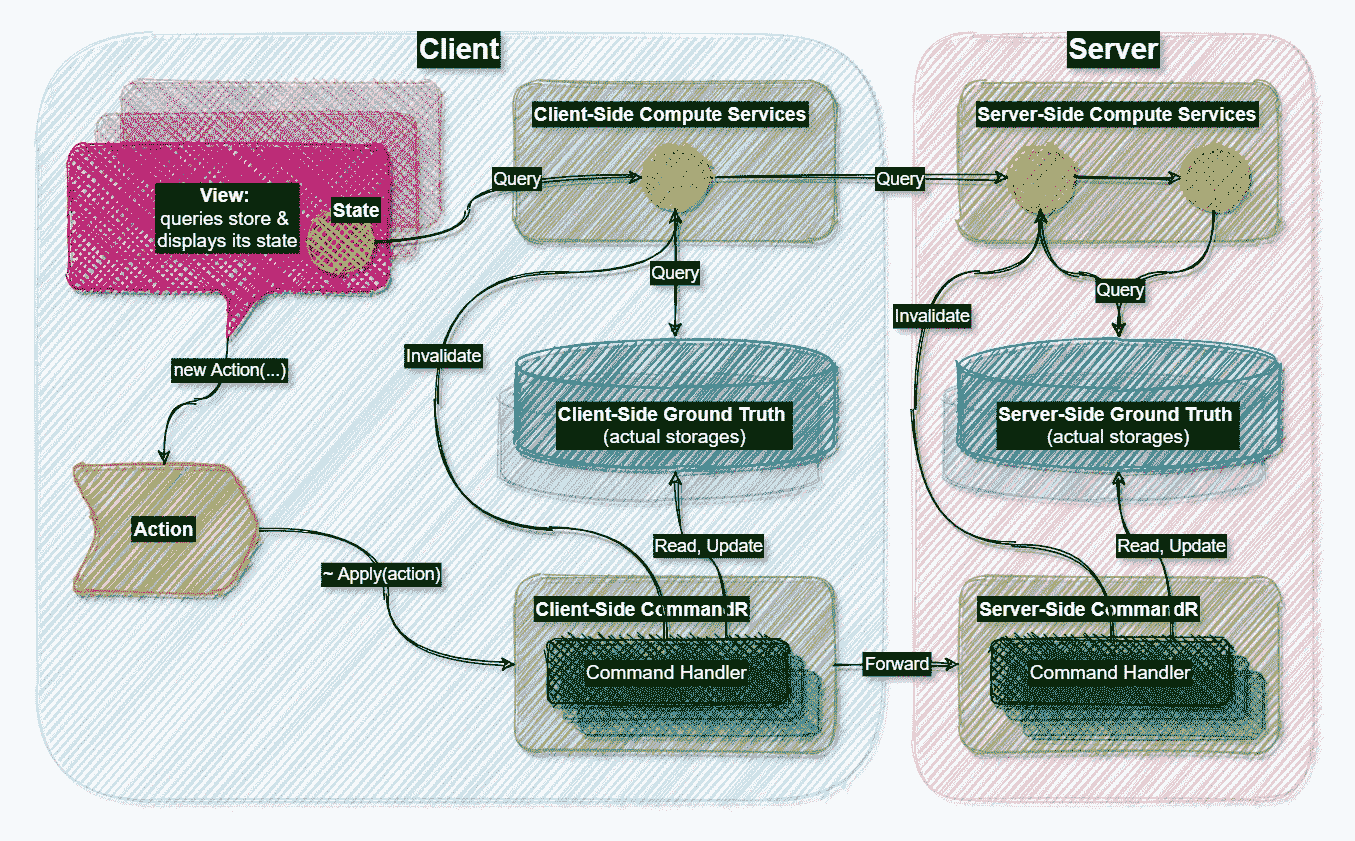 Client
Server
Client-Side Compute Services
Server-Side Compute Services
View:
queries store &
displays its state
State
Query
Query
Query
Query
Invalidate
Invalidate
new Action(...)
Client-Side Ground Truth
(actual storages)
Server-Side Ground Truth
(actual storages)
Action
Read, Update
Read, Update
~ Apply(action)
Client-Side CommandR
Server-Side CommandR
Command Handler
Forward
Command Handler